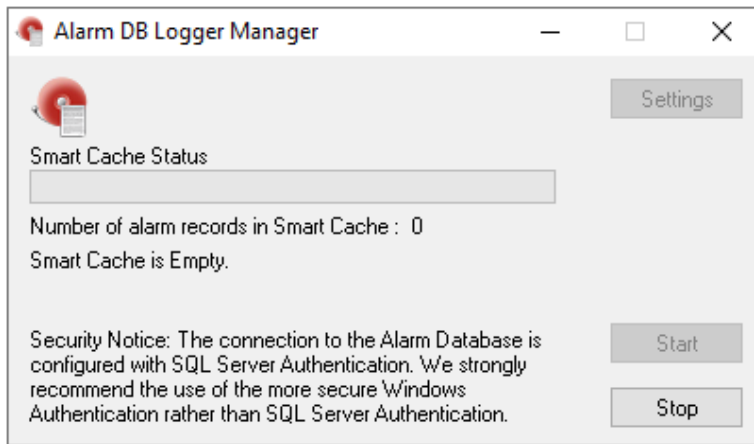 Alarm DB Logger Manager
Settings
Smart Cache Status
Number of alarm records in Smart Cache : 0
Smart Cache is Empty.
Security Notice: The connection to the Alarm Database is
configured with SQL Server Authentication. We strongly
recommend the use of the more secure Windows
Authentication rather than SQL Server Authentication.
Start
Stop